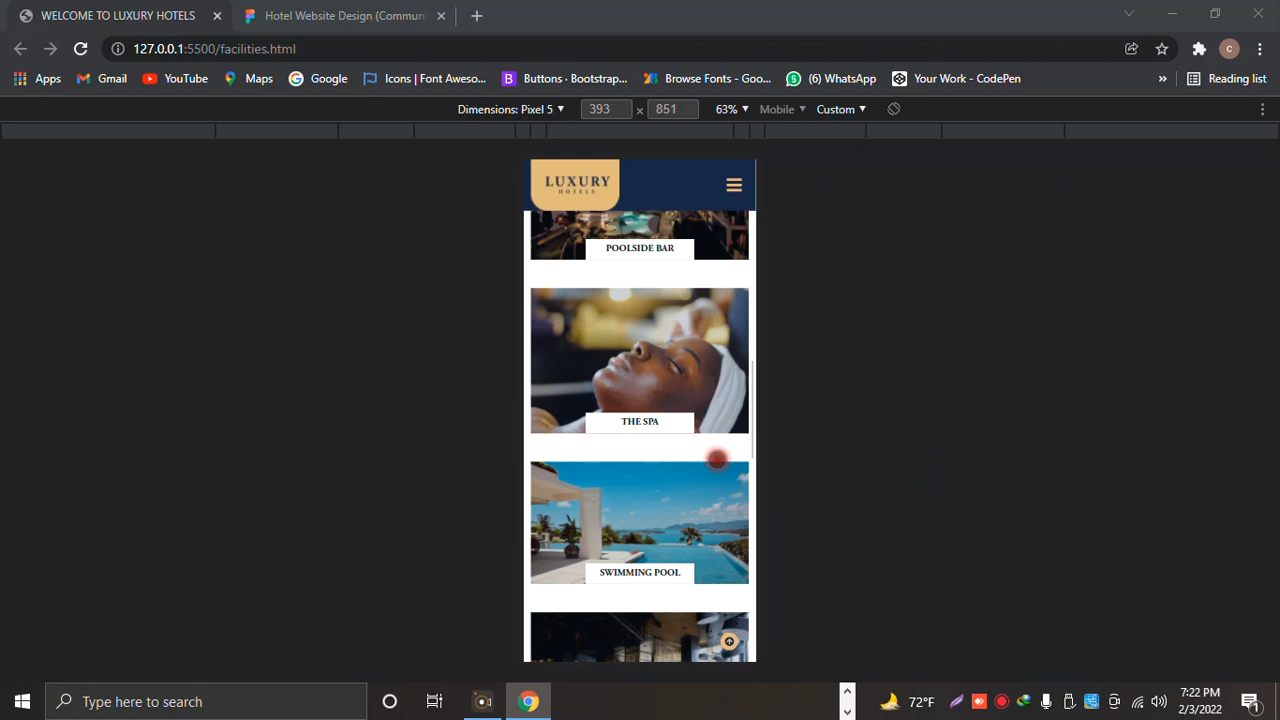 WELCOME TO LUXURY HOTELS
Hotel Website Design (Commun
127.0.0.1:5500/facilities.html
C
Apps
Gmail
YouTube
Maps
Google
Icons | Font Aweso...
B
Buttons · Bootstrap...
Browse Fonts - Goo...
5
(6) WhatsApp
Your Work - CodePen
»
Reading list
Dimensions: Pixel 5
393
×
851
63%
Mobile
Custom
LUXURY
HOTELS
POOLSIDE BAR
THE SPA
SWIMMING POOL
Type here to search
72°F
7:22 PM
2/3/2022
1